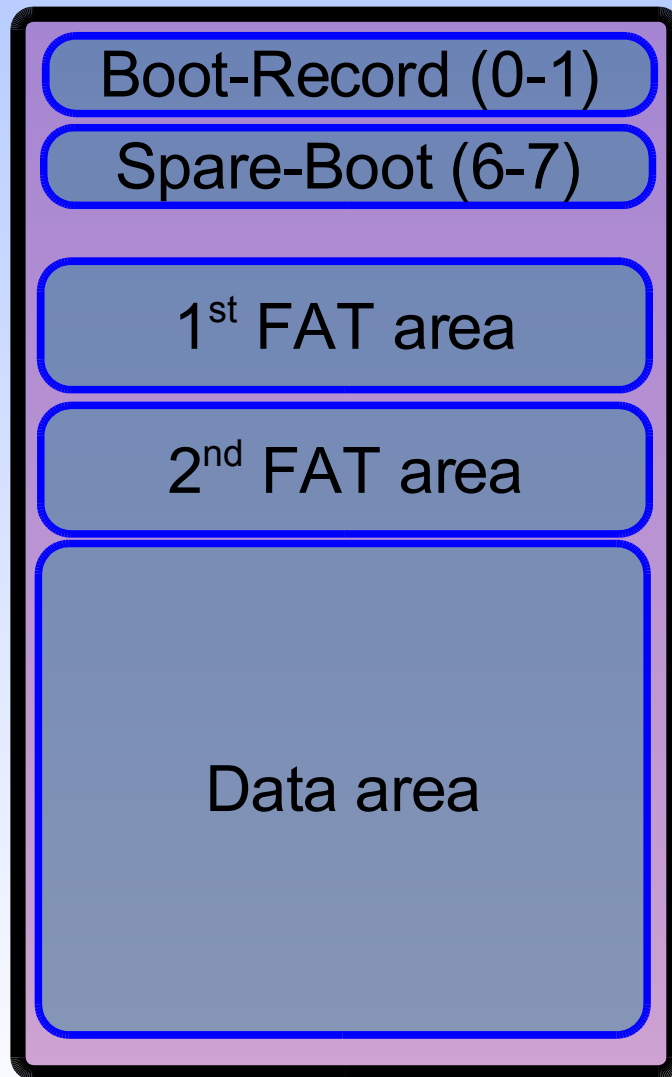 Boot-Record (0-1)
Spare-Boot (6-7)
1st FAT area
2nd FAT area
Data area